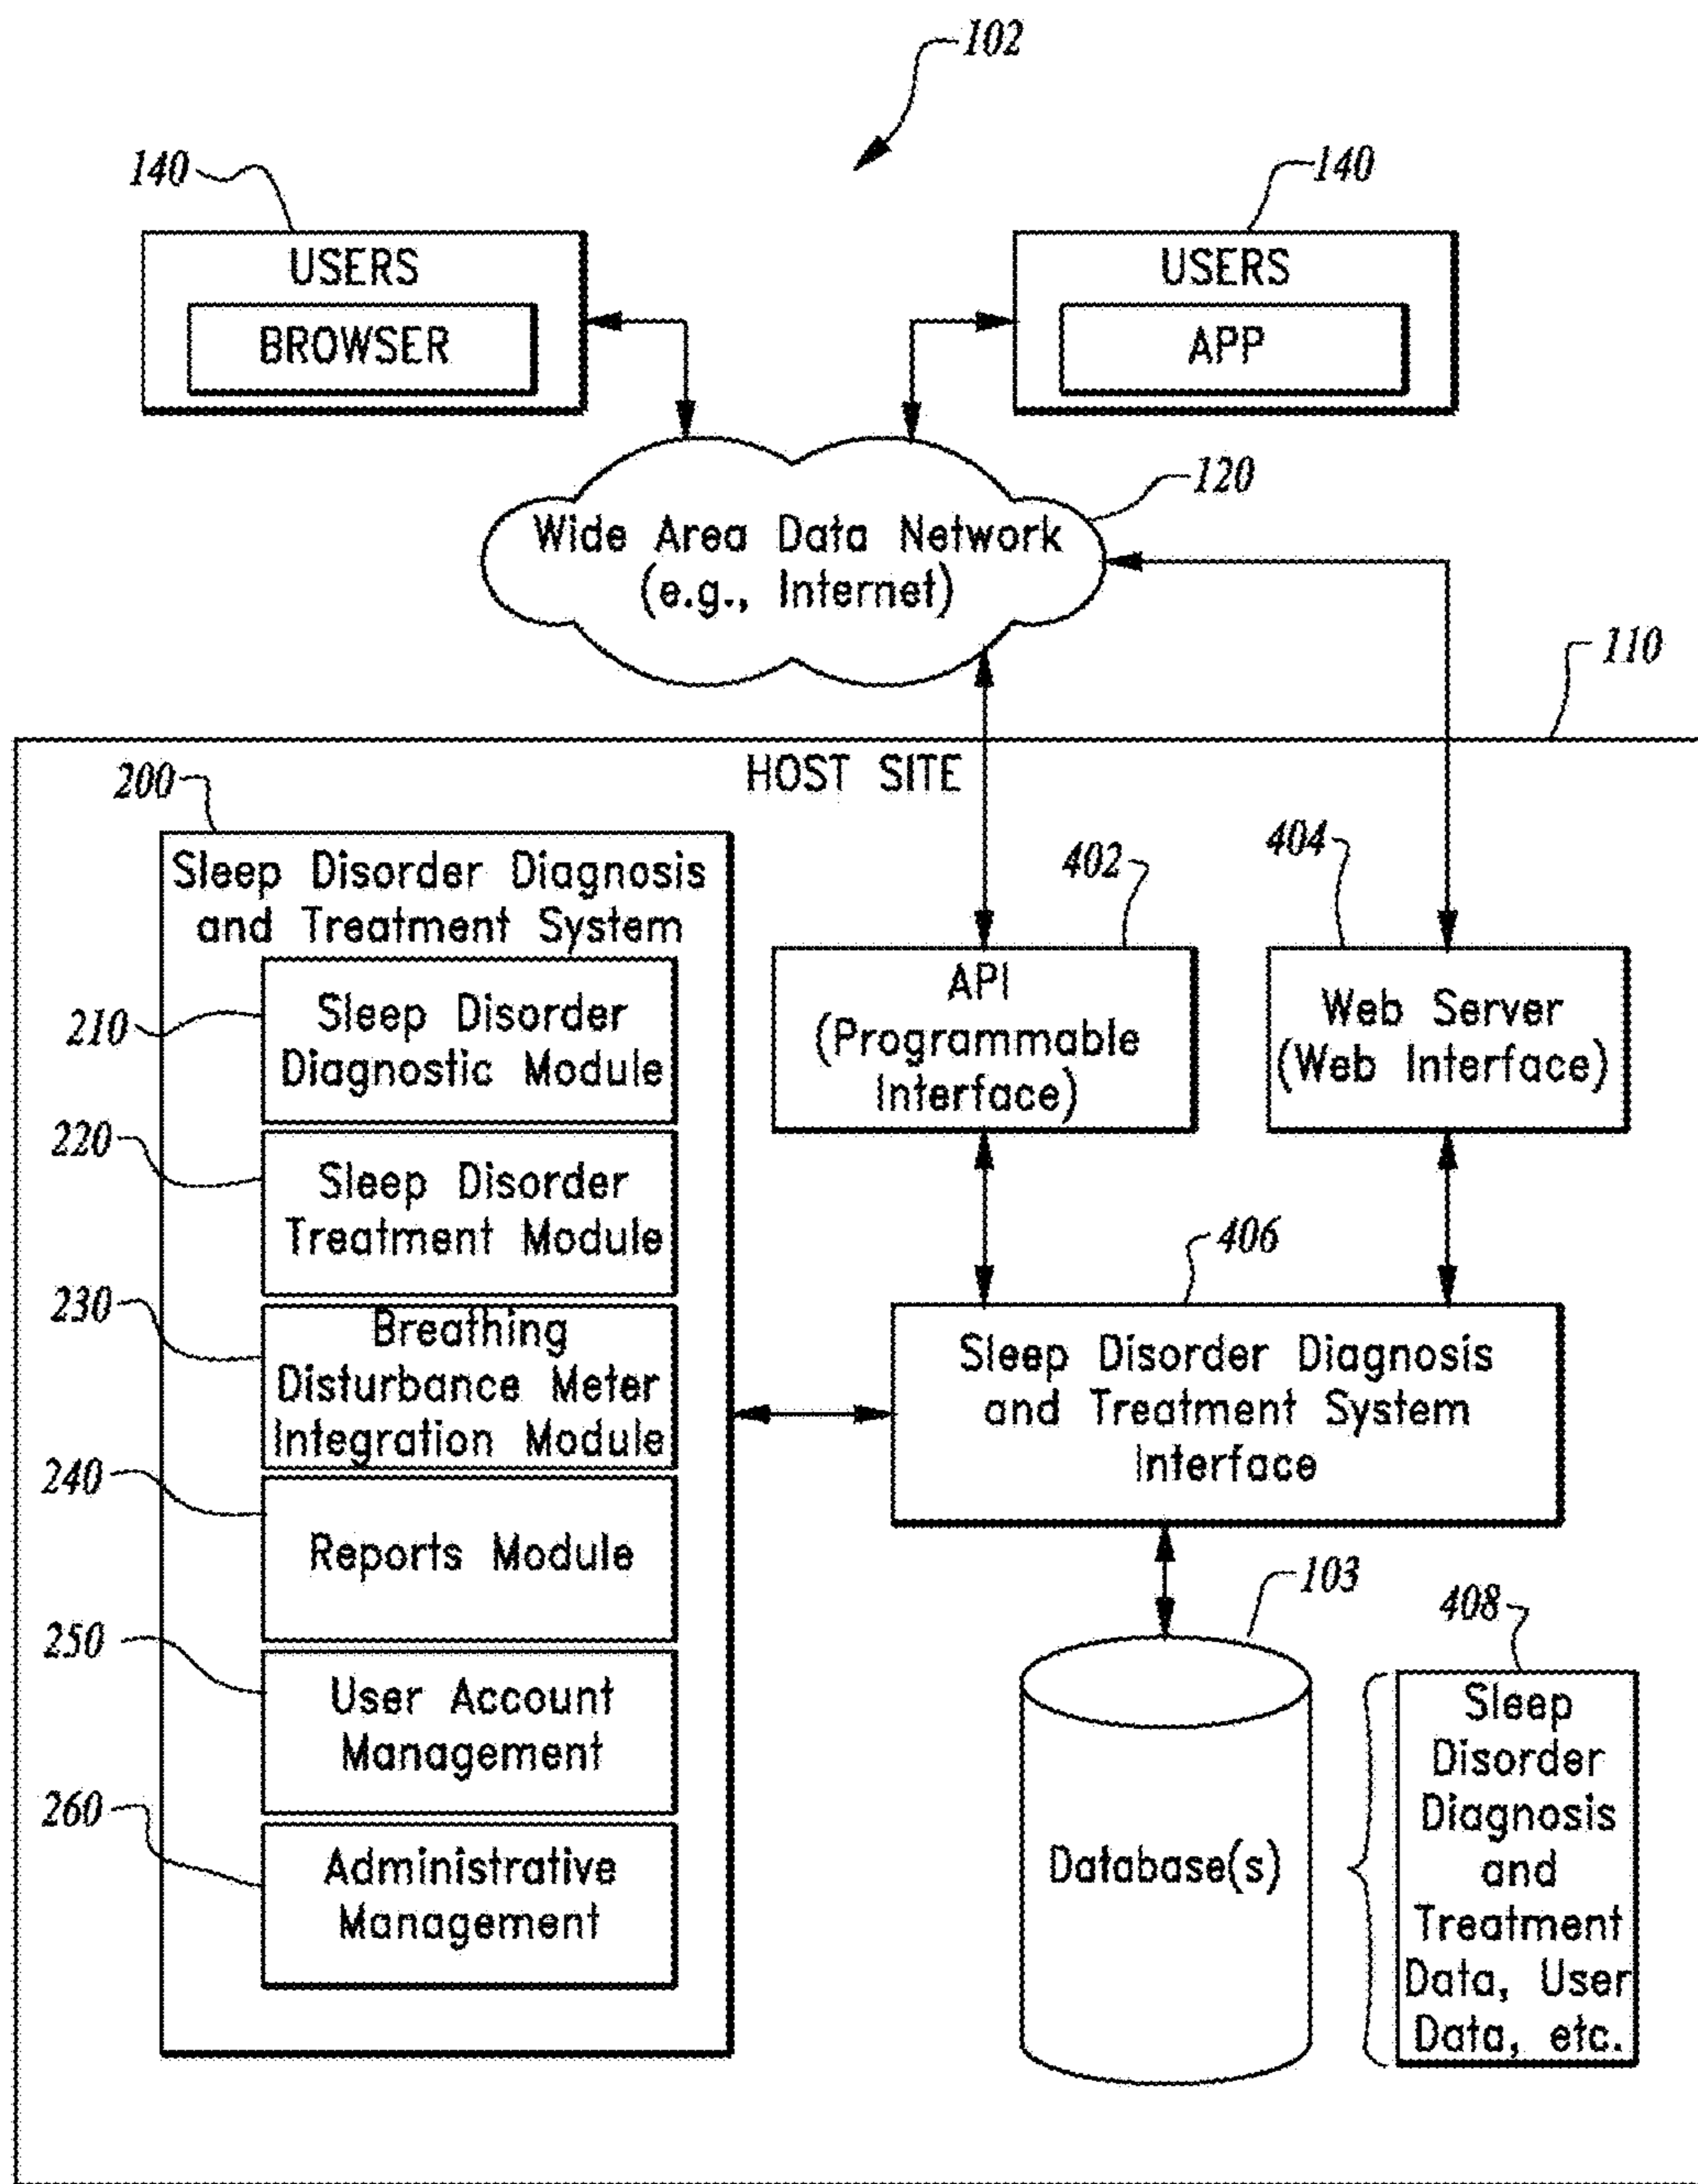 102
140
140
USERS
BROWSER
USERS
APP
120
Wide Area Data Network
(e.g., Internet)
110
HOST SITE
200
Sleep Disorder Diagnosis
and Treatment System
210
Sleep Disorder
Diagnostic Module
220
Sleep Disorder
Treatment Module
230
Breathing
Disturbance Meter
Integration Module
240
Reports Module
250
User Account
Management
260
Administrative
Management
402
API
(Programmable
Interface)
404
Web Server
(Web Interface)
406
Sleep Disorder Diagnosis
and Treatment System
Interface
103
Database(s)
408
Sleep
Disorder
Diagnosis
and
Treatment
Data, User
Data, etc.